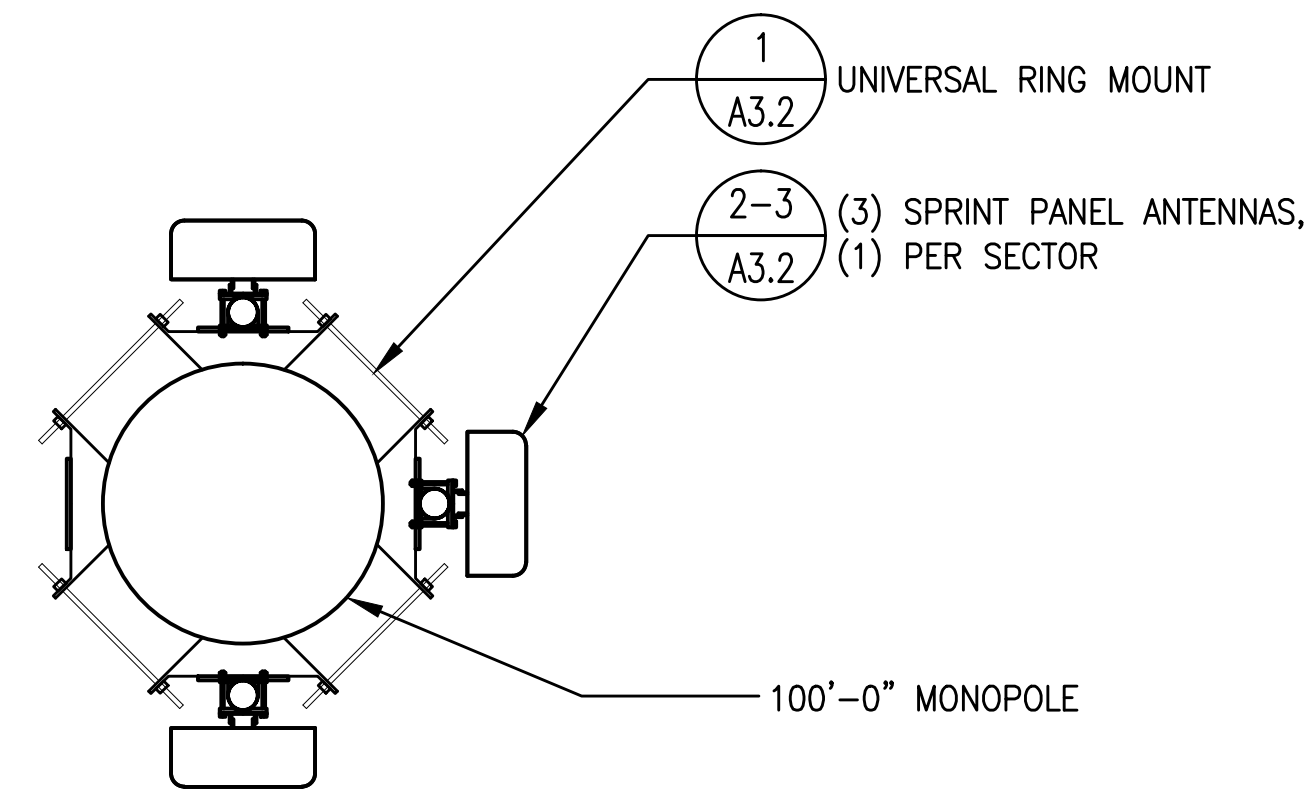 1
A3.2
UNIVERSAL RING MOUNT
2-3
A3.2
(3) SPRINT PANEL ANTENNAS,
(1) PER SECTOR
100'-0" MONOPOLE